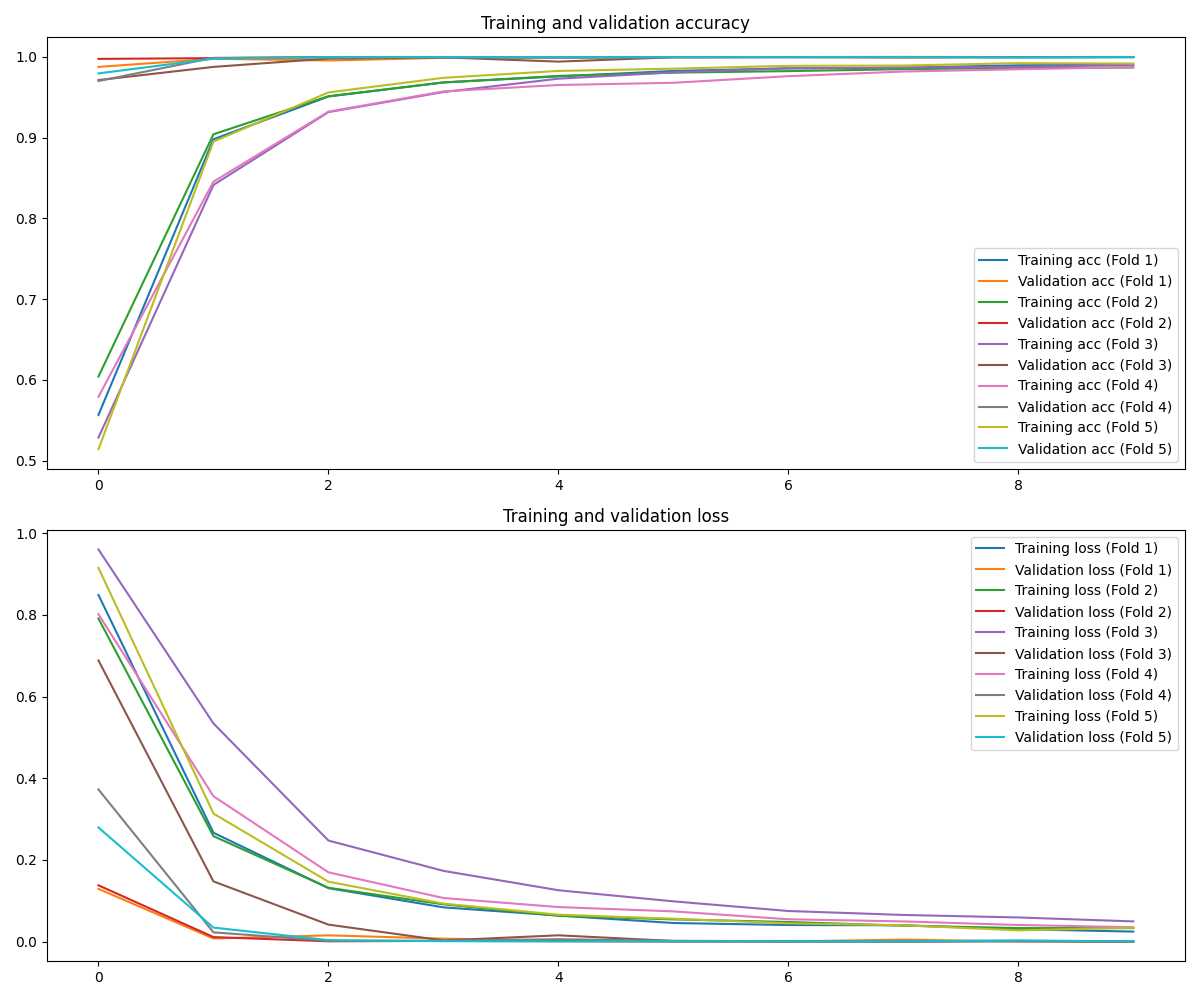 Training and validation accuracy
1.0
0.9
0.8
0.7
0.6
0.5
Training acc (Fold 1)
Validation acc (Fold 1)
Training acc (Fold 2)
Validation acc (Fold 2)
Training acc (Fold 3)
Validation acc (Fold 3)
Training acc (Fold 4)
Validation acc (Fold 4)
Training acc (Fold 5)
Validation acc (Fold 5)
0 2 4 6 8
Training and validation loss
1.0
0.8
0.6
0.4
0.2
0.0
Training loss (Fold 1)
Validation loss (Fold 1)
Training loss (Fold 2)
Validation loss (Fold 2)
Training loss (Fold 3)
Validation loss (Fold 3)
Training loss (Fold 4)
Validation loss (Fold 4)
Training loss (Fold 5)
Validation loss (Fold 5)
0 2 4 6 8